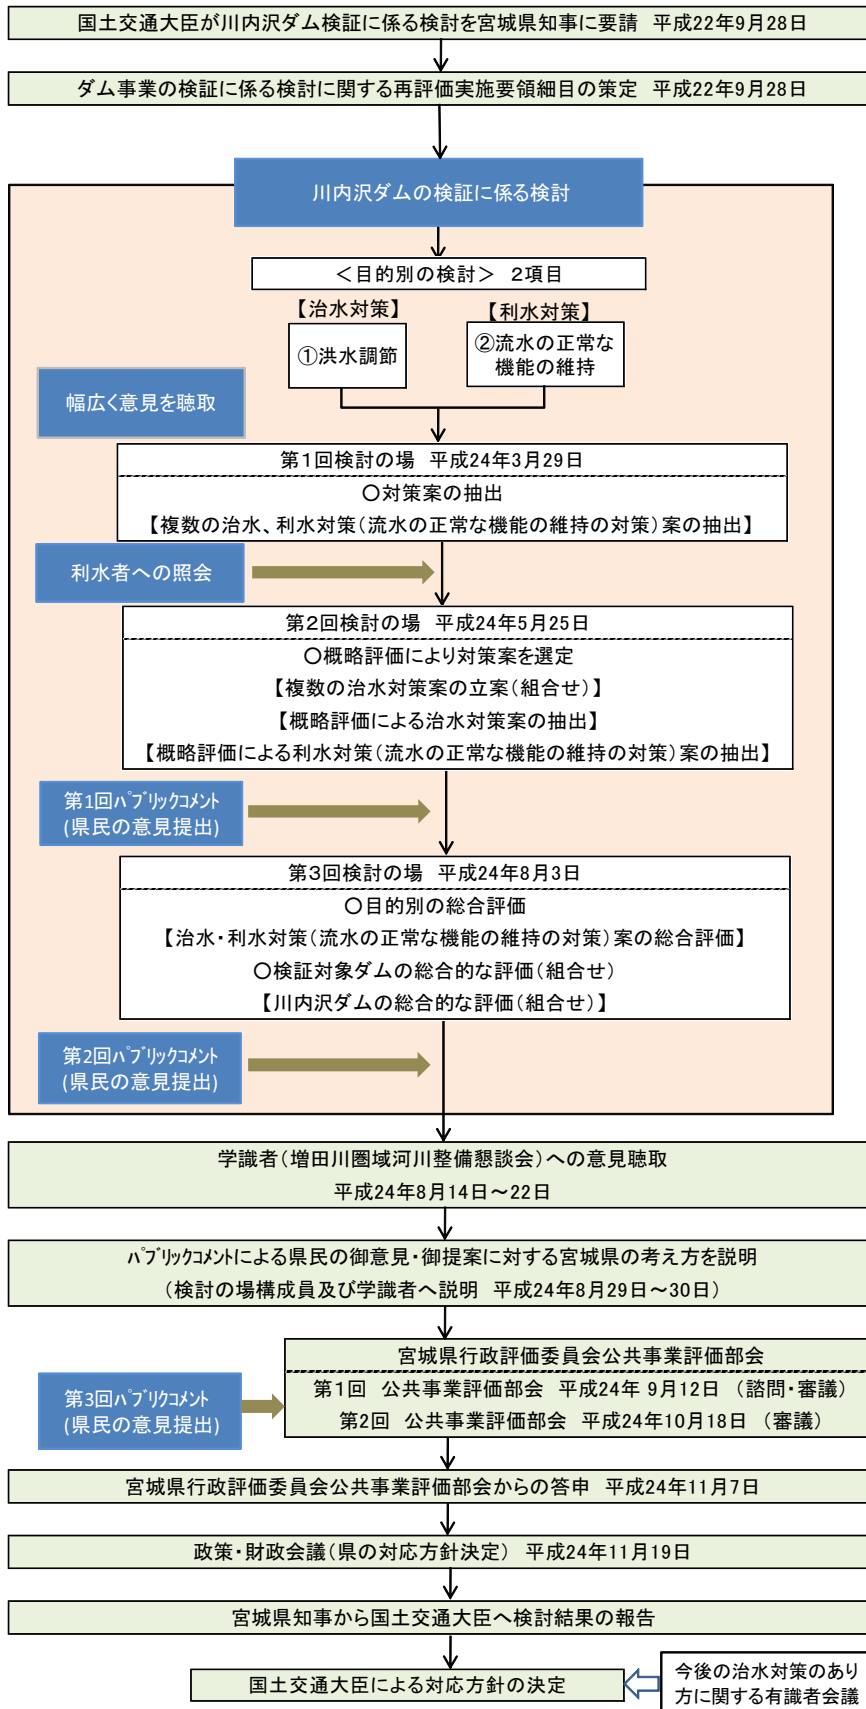 国土交通大臣が川内沢ダム検証に係る検討を宮城県知事に要請　平成22年9月28日
ダム事業の検証に係る検討に関する再評価実施要領細目の策定　平成22年9月28日
川内沢ダムの検証に係る検討
＜目的別の検討＞　２項目
【治水対策】
【利水対策】
①洪水調節
②流水の正常な
機能の維持
幅広く意見を聴取
第１回検討の場　平成24年3月29日
○対策案の抽出
【複数の治水、利水対策（流水の正常な機能の維持の対策）案の抽出】
利水者への照会
第２回検討の場　平成24年5月25日
○概略評価により対策案を選定
【複数の治水対策案の立案（組合せ）】
【概略評価による治水対策案の抽出】
【概略評価による利水対策（流水の正常な機能の維持の対策）案の抽出】
第1回ﾊﾟﾌﾞﾘｯｸｺﾒﾝﾄ
(県民の意見提出)
第３回検討の場　平成24年8月3日
○目的別の総合評価
【治水・利水対策（流水の正常な機能の維持の対策）案の総合評価】
○検証対象ダムの総合的な評価（組合せ）
【川内沢ダムの総合的な評価（組合せ）】
第2回ﾊﾟﾌﾞﾘｯｸｺﾒﾝﾄ
(県民の意見提出)
学識者（増田川圏域河川整備懇談会）への意見聴取
平成24年8月14日～22日
ﾊﾟﾌﾞﾘｯｸｺﾒﾝﾄによる県民の御意見・御提案に対する宮城県の考え方を説明
（検討の場構成員及び学識者へ説明　平成24年8月29日～30日）
宮城県行政評価委員会公共事業評価部会
第１回　公共事業評価部会　平成24年 9月12日　（諮問・審議）
第２回　公共事業評価部会　平成24年10月18日　（審議）
第3回ﾊﾟﾌﾞﾘｯｸｺﾒﾝﾄ
(県民の意見提出)
宮城県行政評価委員会公共事業評価部会からの答申　平成24年11月7日
政策・財政会議（県の対応方針決定）　平成24年11月19日
宮城県知事から国土交通大臣へ検討結果の報告
国土交通大臣による対応方針の決定
今後の治水対策のあり
方に関する有識者会議